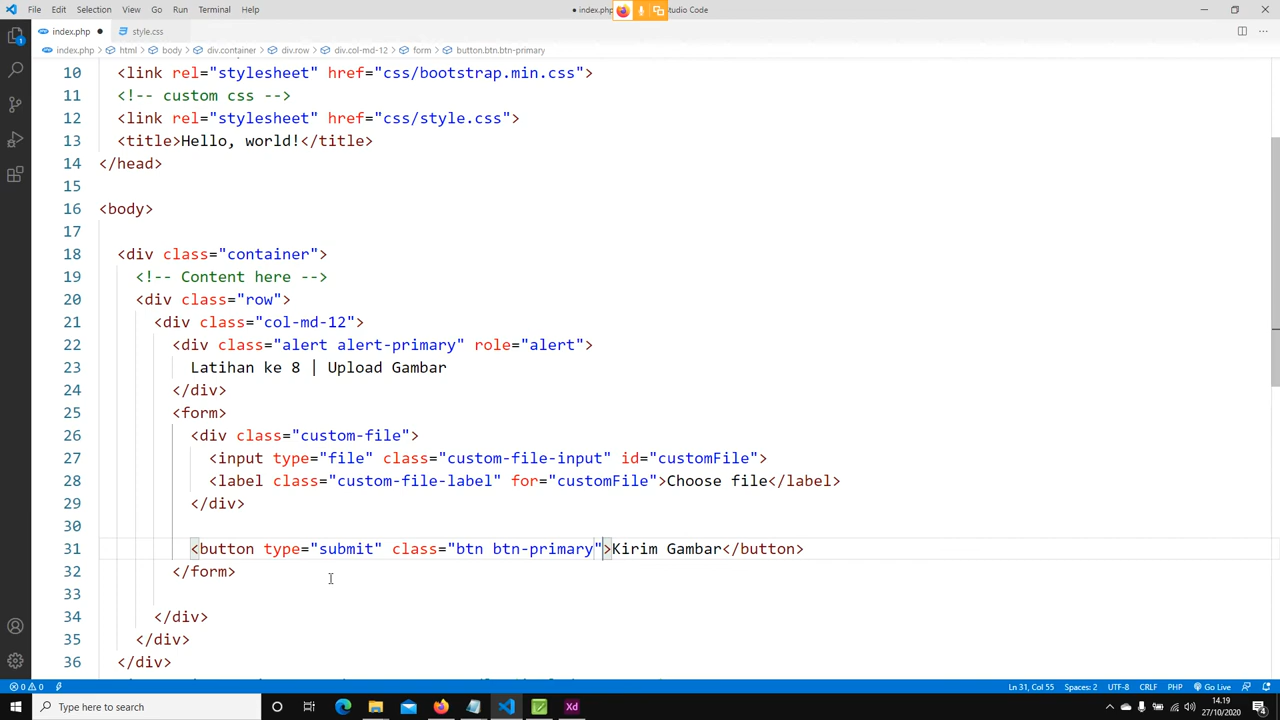 File Edit Selection View Go Run Terminal Help
index.php
studio Code
index.php
style.css
index.php > html > body > div.container > div.row > div.col-md-12 > form > button.btn.btn-primary
10 <link rel="stylesheet" href="css/bootstrap.min.css">
11 <!-- custom css -->
12 <link rel="stylesheet" href="css/style.css">
13 <title>Hello, world!</title>
14 </head>
15
16 <body>
17
18 <div class="container">
19 <!-- Content here -->
20 <div class="row">
21 <div class="col-md-12">
22 <div class="alert alert-primary" role="alert">
23 Latihan ke 8 | Upload Gambar
24 </div>
25 <form>
26 <div class="custom-file">
27 <input type="file" class="custom-file-input" id="customFile">
28 <label class="custom-file-label" for="customFile">Choose file</label>
29 </div>
30
31 <button type="submit" class="btn btn-primary">Kirim Gambar</button>
32 </form>
33
34 </div>
35 </div>
36 </div>
0 0 Ln 31, Col 55 Spaces: 2 UTF-8 CRLF PHP Go Live
Type here to search
Xd
14.19
27/10/2020
4